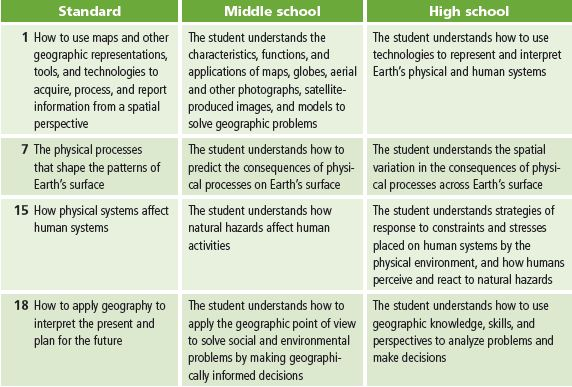 Standard
Middle school
High school
1 How to use maps and other
geographic representations,
tools, and technologies to
acquire, process, and report
information from a spatial
perspective
The student understands the
characteristics, functions, and
applications of maps, globes, aerial
and other photographs, satellite-
produced images, and models to
solve geographic problems
The student understands how to use
technologies to represent and interpret
Earth's physical and human systems
7 The physical processes
that shape the patterns of
Earth's surface
The student understands how to
predict the consequences of physi-
cal processes on Earth's surface
The student understands the spatial
variation in the consequences of physi-
cal processes across Earth's surface
15 How physical systems affect
human systems
The student understands how
natural hazards affect human
activities
The student understands strategies of
response to constraints and stresses
placed on human systems by the
physical environment, and how humans
perceive and react to natural hazards
18 How to apply geography to
interpret the present and
plan for the future
The student understands how to
apply the geographic point of view
to solve social and environmental
problems by making geographi-
cally informed decisions
The student understands how to use
geographic knowledge, skills, and
perspectives to analyze problems and
make decisions